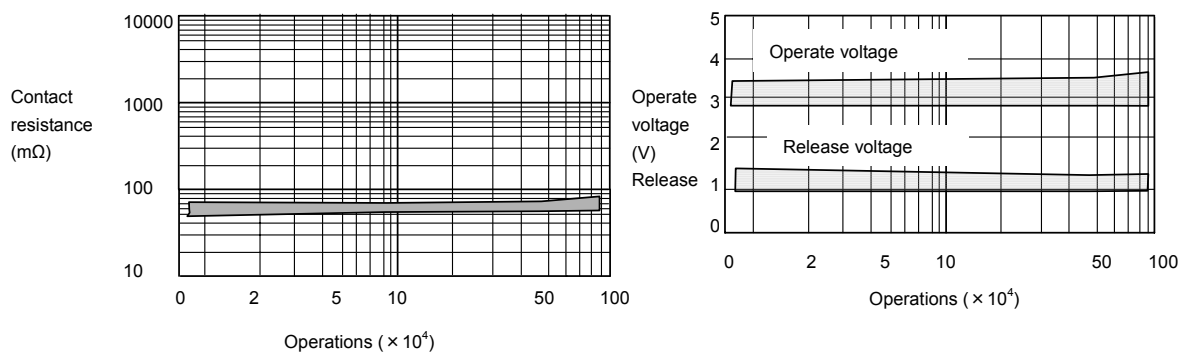 10000
1000
100
10
Contact
resistance
(mΩ)
0 2 5 10 50 100
Operations ( × 10⁴)
5
4
3
2
1
0
Operate
voltage
(V)
Release
Operate voltage
Release voltage
0 2 5 10 50 100
Operations ( × 10⁴)